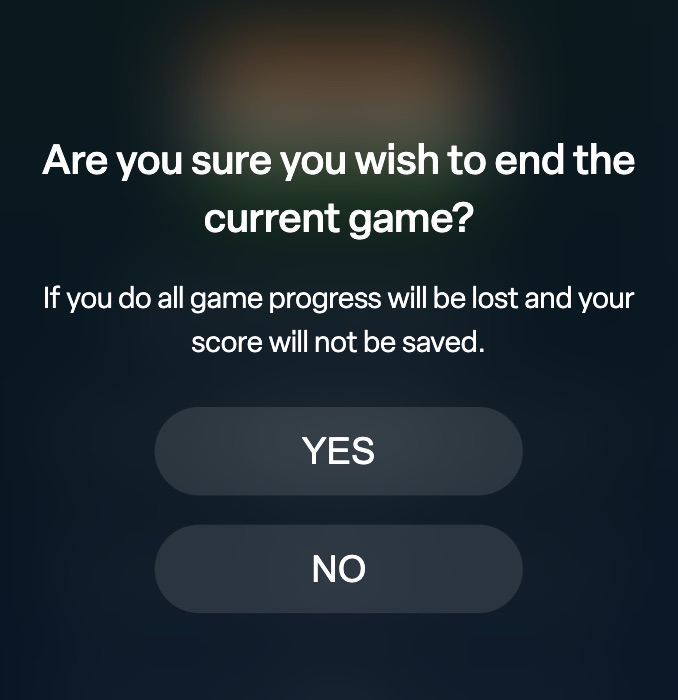 Are you sure you wish to end the
current game?
If you do all game progress will be lost and your
score will not be saved.
YES
NO